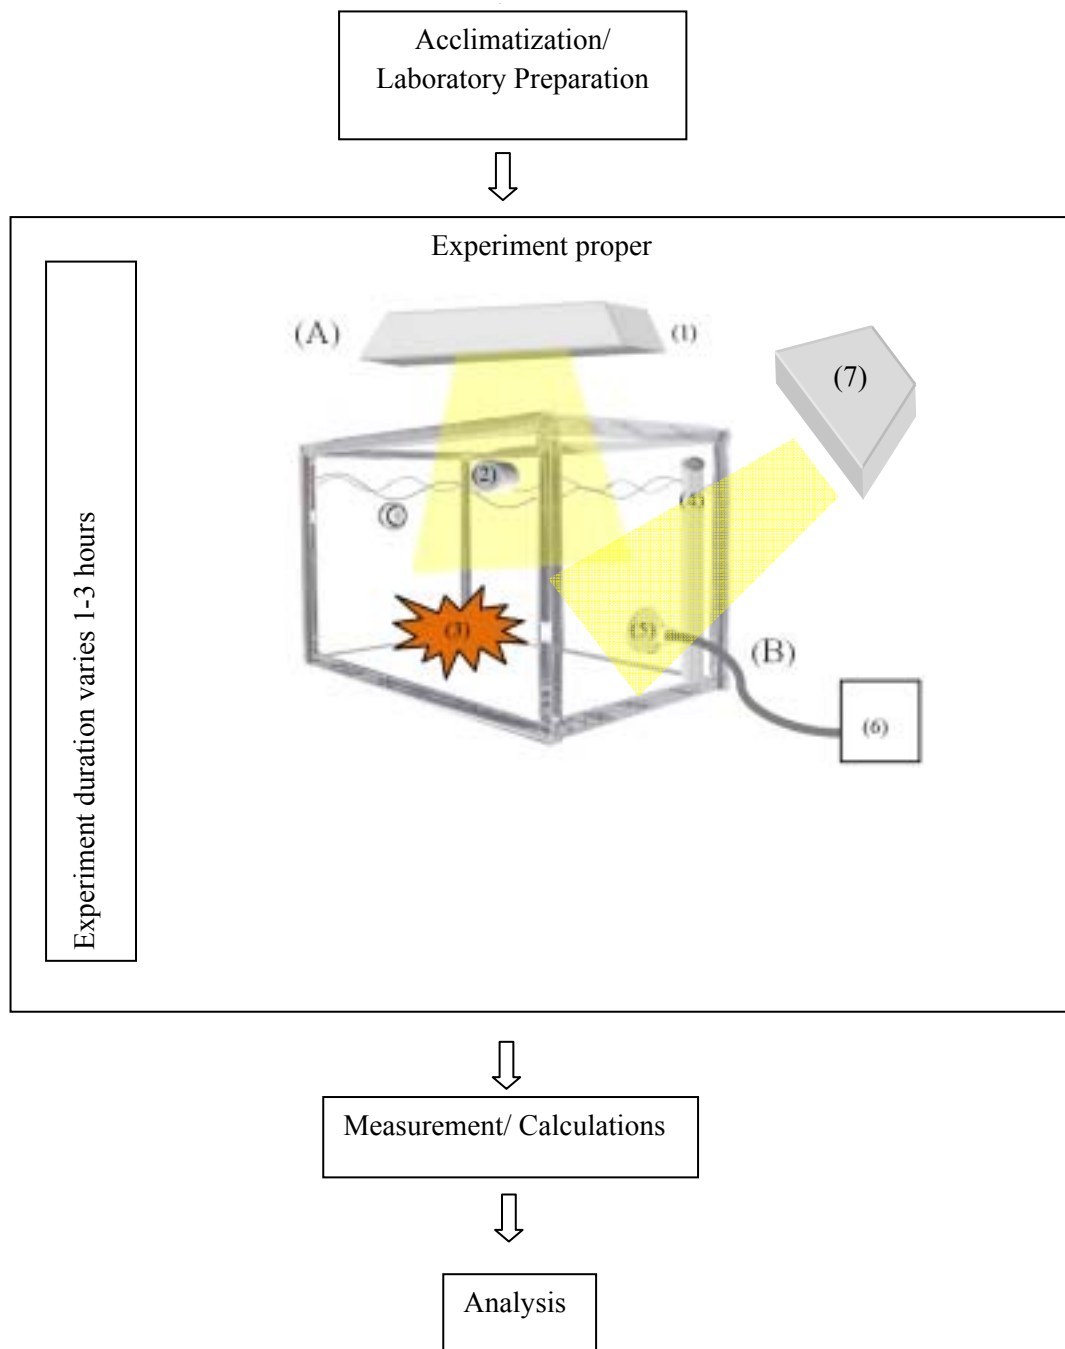 Acclimatization/
Laboratory Preparation
Experiment proper
Experiment duration varies 1-3 hours
(A)
(1)
(7)
(2)
(4)
(3)
(5)
(B)
(6)
Measurement/ Calculations
Analysis